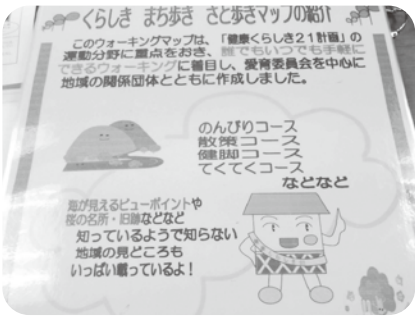 くらしき まち歩き さと歩きマップの紹介
このウォーキングマップは、「健康くらしき21計画」の
運動分野に重点をおき、誰でもいつでも手軽に
できるウォーキングに着目し、愛育委員会を中心に
地域の関係団体とともに作成しました。
のんびりコース
散策コース
健脚コース
てくてくコース
などなど
海が見えるビューポイントや
桜の名所・旧跡などなど
知っているようで知らない
地域の見どころも
いっぱい載っているよ！